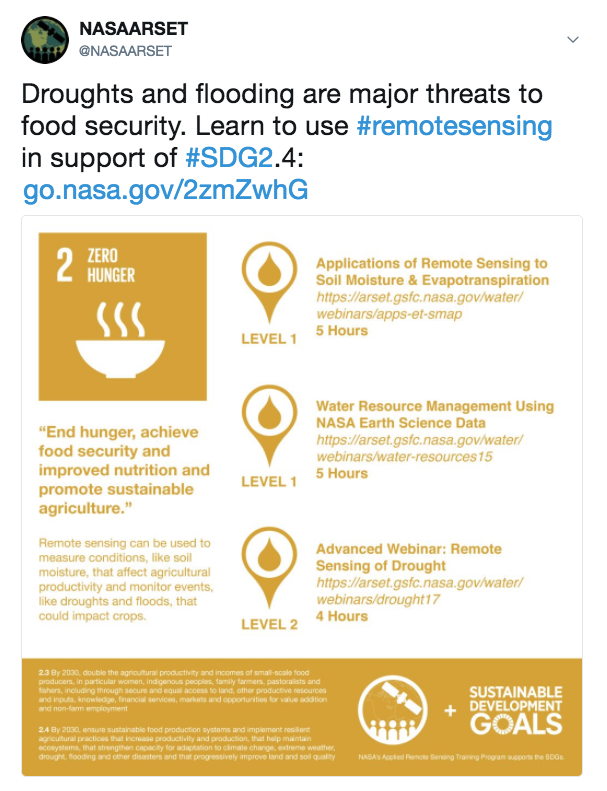 NASAARSET
@NASAARSET
Droughts and flooding are major threats to
food security. Learn to use #remotesensing
in support of #SDG2.4:
go.nasa.gov/2zmZwhG
2 ZERO
HUNGER
"End hunger, achieve
food security and
improved nutrition and
promote sustainable
agriculture."
Remote sensing can be used to
measure conditions, like soil
moisture, that affect agricultural
productivity and monitor events,
like droughts and floods, that
could impact crops.
LEVEL 1
Applications of Remote Sensing to
Soil Moisture & Evapotranspiration
https://arset.gsfc.nasa.gov/water/
webinars/apps-et-smap
5 Hours
LEVEL 1
Water Resource Management Using
NASA Earth Science Data
https://arset.gsfc.nasa.gov/water/
webinars/water-resources15
5 Hours
LEVEL 2
Advanced Webinar: Remote
Sensing of Drought
https://arset.gsfc.nasa.gov/water/
webinars/drought17
4 Hours
2.3 By 2030, double the agricultural productivity and incomes of small-scale food
producers, in particular women, indigenous peoples, family farmers, pastoralists and
fishers, including through secure and equal access to land, other productive resources
and inputs, knowledge, financial services, markets and opportunities for value addition
and non-farm employment
2.4 By 2030, ensure sustainable food production systems and implement resilient
agricultural practices that increase productivity and production, that help maintain
ecosystems, that strengthen capacity for adaptation to climate change, extreme weather,
drought, flooding and other disasters and that progressively improve land and soil quality
+
SUSTAINABLE
DEVELOPMENT
GOALS
NASA's Applied Remote Sensing Training Program supports the SDGs.